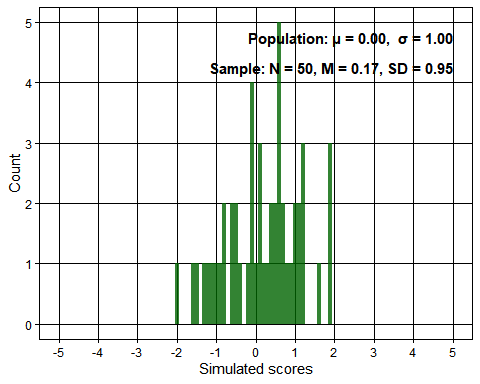 Population: μ = 0.00,  σ = 1.00
Sample: N = 50, M = 0.17, SD = 0.95
Count
5
4
3
2
1
0
-5 -4 -3 -2 -1 0 1 2 3 4 5
Simulated scores